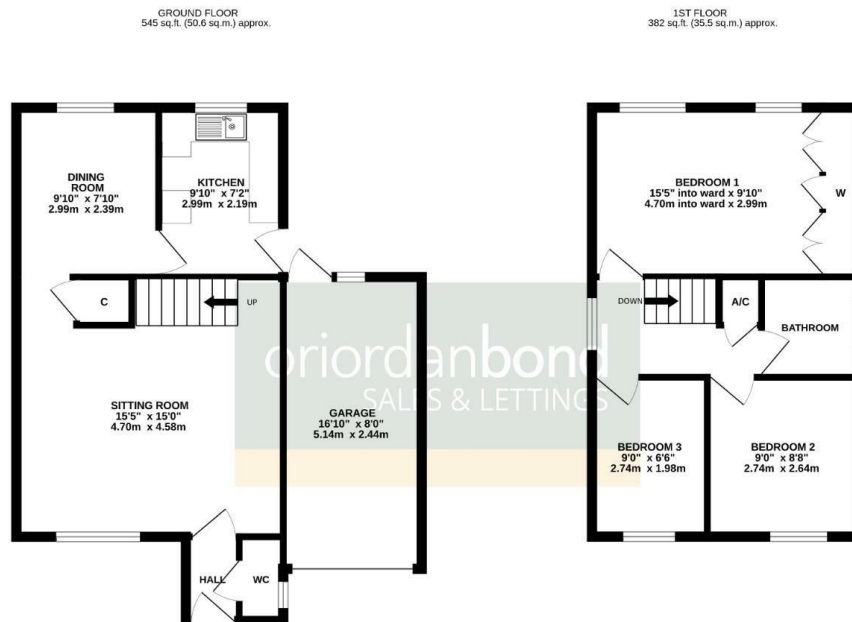 GROUND FLOOR
545 sq.ft. (50.6 sq.m.) approx.
1ST FLOOR
382 sq.ft. (35.5 sq.m.) approx.
DINING
ROOM
9'10" x 7'10"
2.99m x 2.39m
KITCHEN
9'10" x 7'2"
2.99m x 2.19m
C
UP
SITTING ROOM
15'5" x 15'0"
4.70m x 4.58m
GARAGE
16'10" x 8'0"
5.14m x 2.44m
HALL
WC
BEDROOM 1
15'5" into ward x 9'10"
4.70m into ward x 2.99m
W
DOWN
A/C
BATHROOM
BEDROOM 3
9'0" x 6'6"
2.74m x 1.98m
BEDROOM 2
9'0" x 8'8"
2.74m x 2.64m
oriordanbond
SALES & LETTINGS